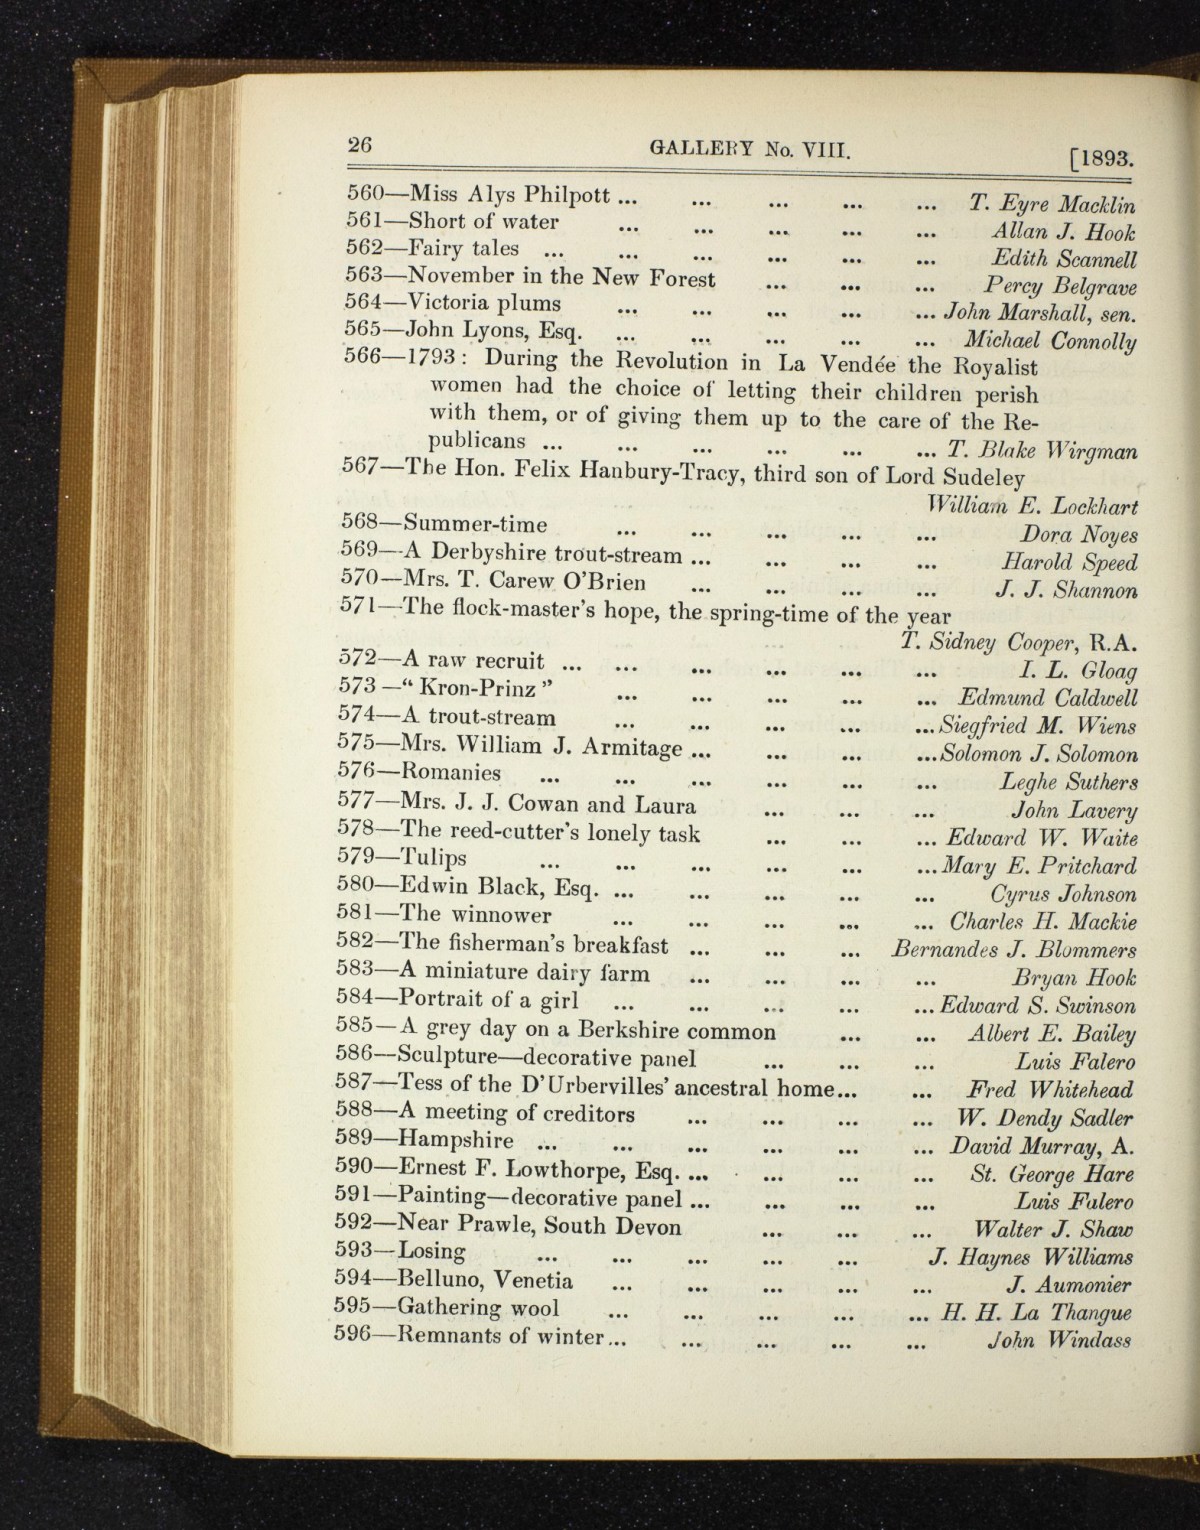 26 GALLERY No. VIII. [1893.
560—Miss Alys Philpott ... ... ... ... ... T. Eyre Macklin
561—Short of water ... ... ... ... ... Allan J. Hook
562—Fairy tales ... ... ... ... ... ... Edith Scannell
563—November in the New Forest ... ... ... Percy Belgrave
564—Victoria plums ... ... ... ... ... John Marshall, sen.
565—John Lyons, Esq. ... ... ... ... ... Michael Connolly
566—1793: During the Revolution in La Vendée the Royalist
women had the choice of letting their children perish
with them, or of giving them up to the care of the Re-
publicans ... ... ... ... ... ... T. Blake Wirgman
567—The Hon. Felix Hanbury-Tracy, third son of Lord Sudeley
William E. Lockhart
568—Summer-time ... ... ... ... ... Dora Noyes
569—A Derbyshire trout-stream ... ... ... ... Harold Speed
570—Mrs. T. Carew O'Brien ... ... ... ... J. J. Shannon
571—The flock-master's hope, the spring-time of the year
T. Sidney Cooper, R.A.
572—A raw recruit ... ... ... ... ... ... I. L. Gloag
573—“Kron-Prinz” ... ... ... ... ... Edmund Caldwell
574—A trout-stream ... ... ... ... ... Siegfried M. Wiens
575—Mrs. William J. Armitage ... ... ... ... Solomon J. Solomon
576—Romanies ... ... ... ... ... ... Leghe Suthers
577—Mrs. J. J. Cowan and Laura ... ... ... John Lavery
578—The reed-cutter's lonely task ... ... ... Edward W. Waite
579—Tulips ... ... ... ... ... ... Mary E. Pritchard
580—Edwin Black, Esq. ... ... ... ... ... Cyrus Johnson
581—The winnower ... ... ... ... ... Charles H. Mackie
582—The fisherman's breakfast ... ... ... Bernandes J. Blommers
583—A miniature dairy farm ... ... ... ... Bryan Hook
584—Portrait of a girl ... ... ... ... ... Edward S. Swinson
585—A grey day on a Berkshire common ... ... Albert E. Bailey
586—Sculpture—decorative panel ... ... ... Luis Falero
587—Tess of the D'Urbervilles' ancestral home... ... Fred Whitehead
588—A meeting of creditors ... ... ... ... W. Dendy Sadler
589—Hampshire ... ... ... ... ... ... David Murray, A.
590—Ernest F. Lowthorpe, Esq. ... ... ... ... St. George Hare
591—Painting—decorative panel ... ... ... ... Luis Falero
592—Near Prawle, South Devon ... ... ... Walter J. Shaw
593—Losing ... ... ... ... ... J. Haynes Williams
594—Belluno, Venetia ... ... ... ... ... J. Aumonier
595—Gathering wool ... ... ... ... ... H. H. La Thangue
596—Remnants of winter... ... ... ... ... John Windass